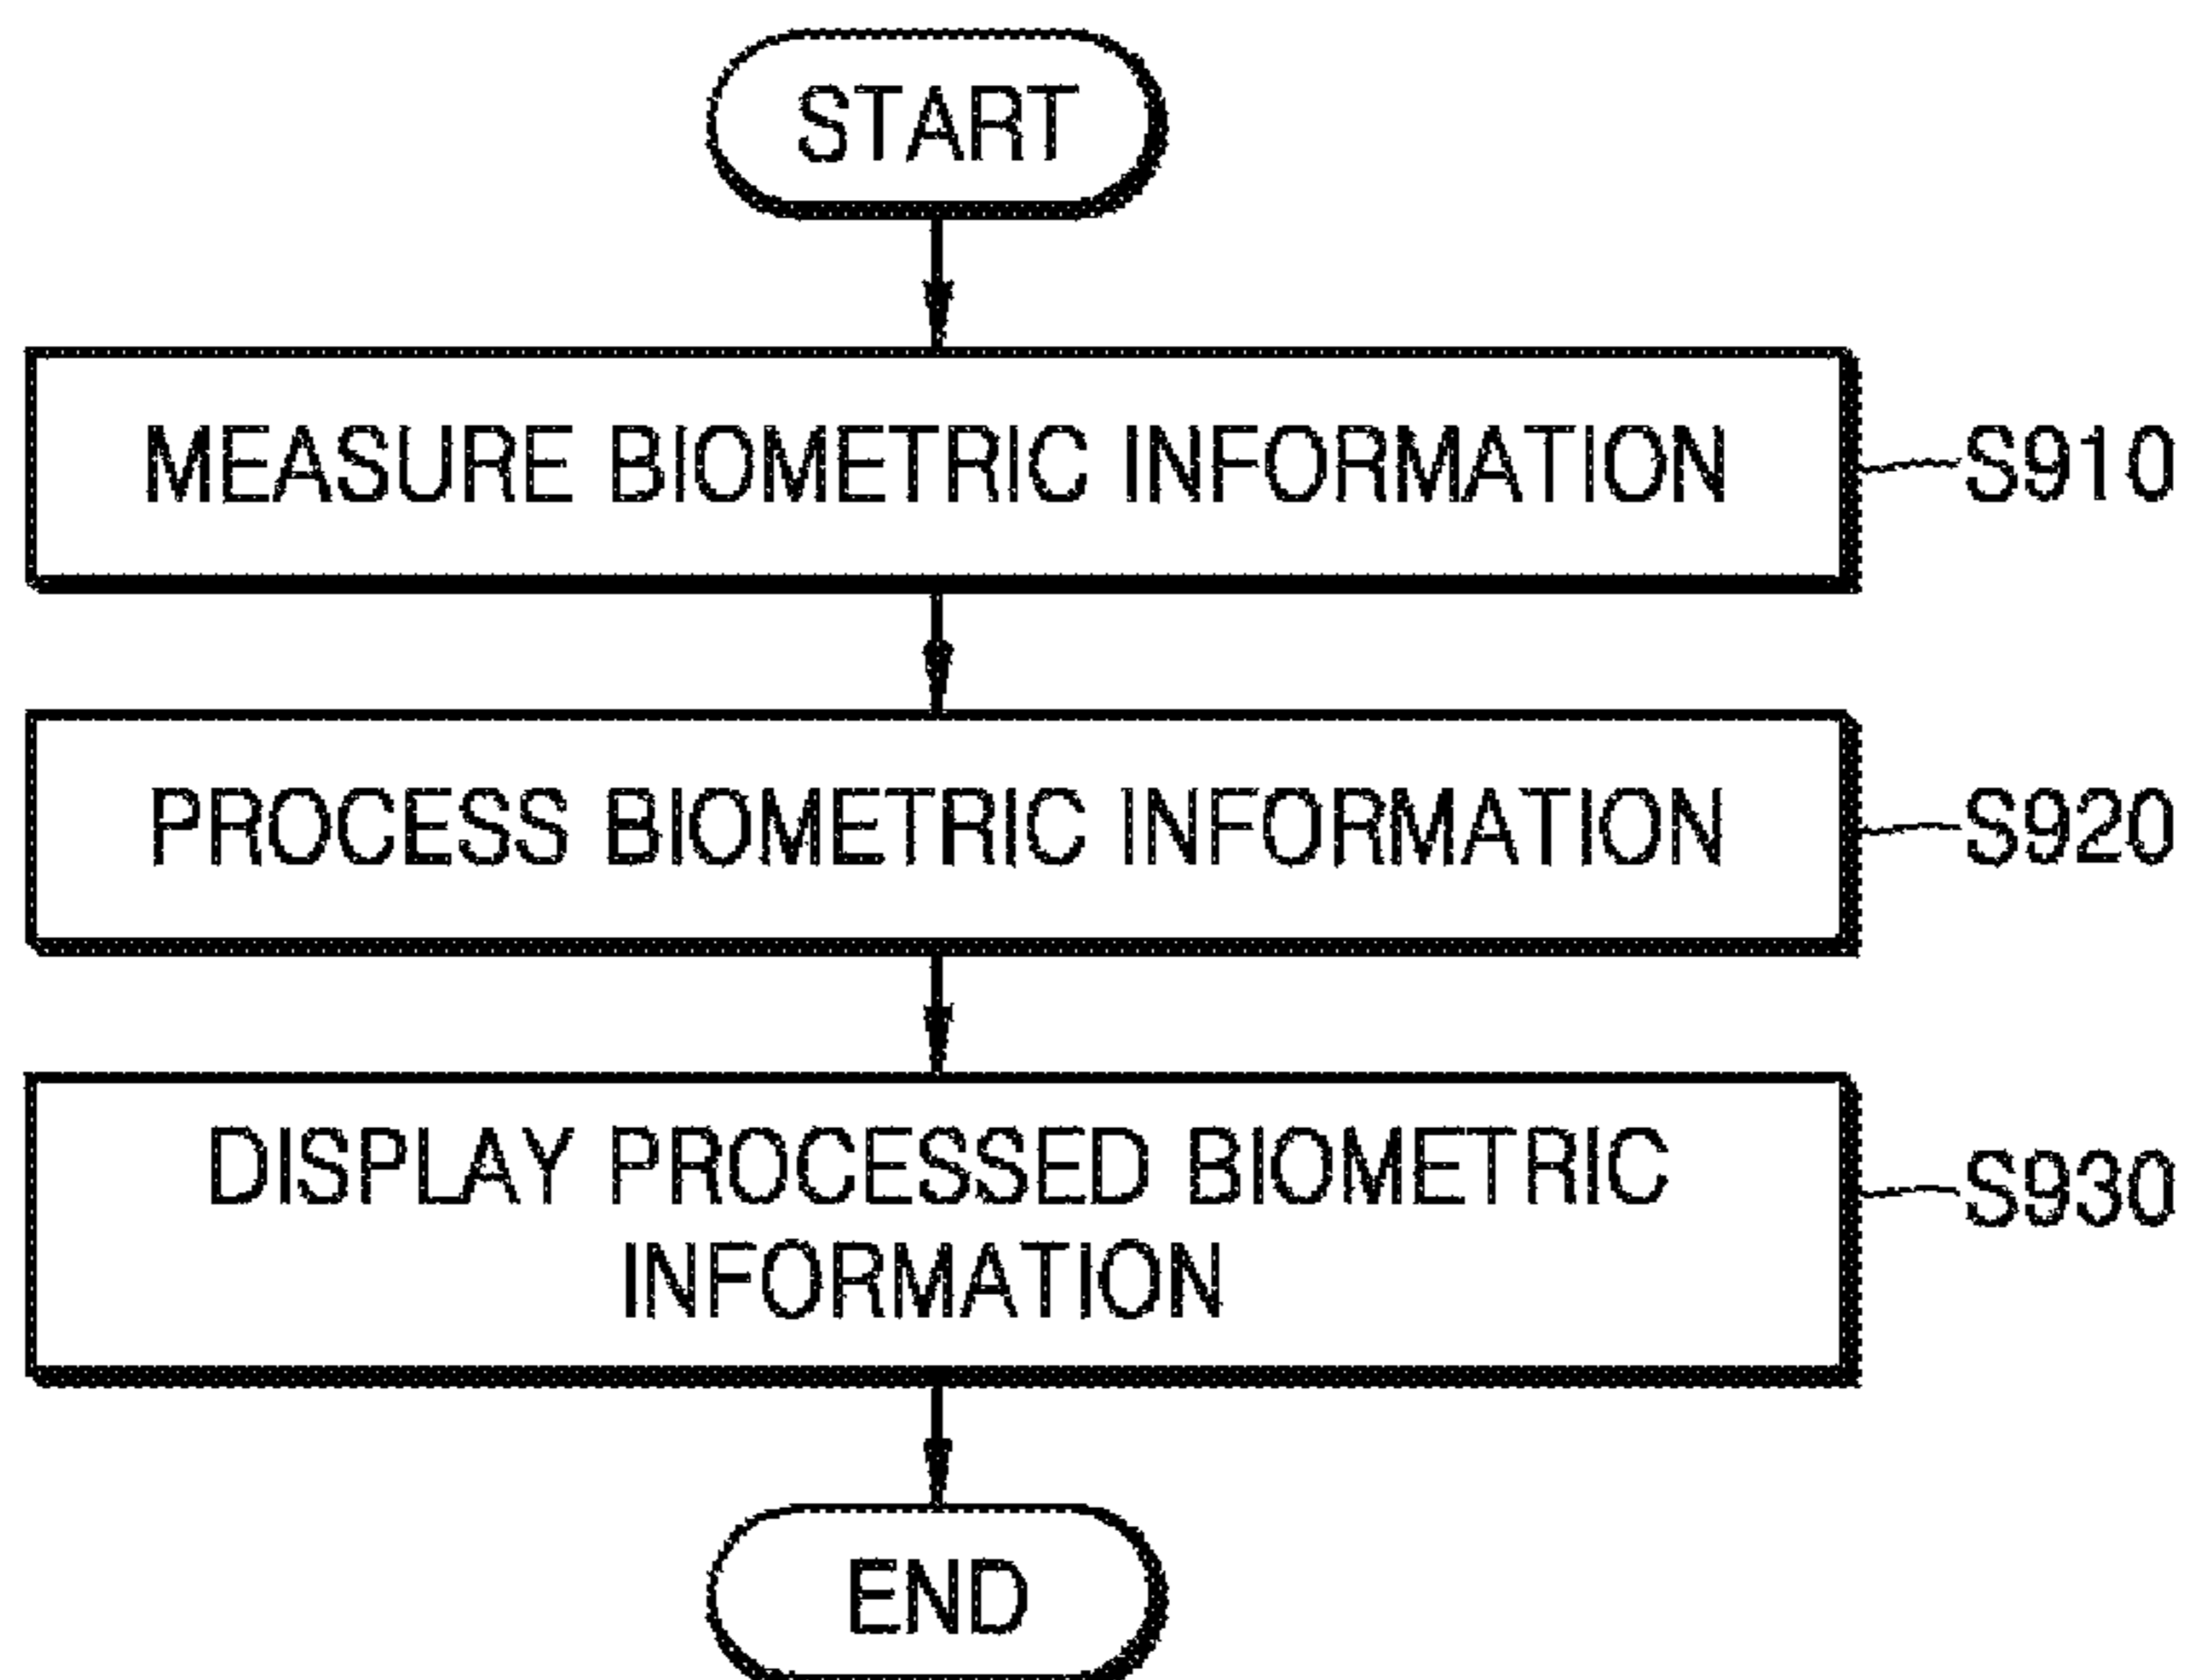 START
MEASURE BIOMETRIC INFORMATION
S910
PROCESS BIOMETRIC INFORMATION
S920
DISPLAY PROCESSED BIOMETRIC
INFORMATION
S930
END